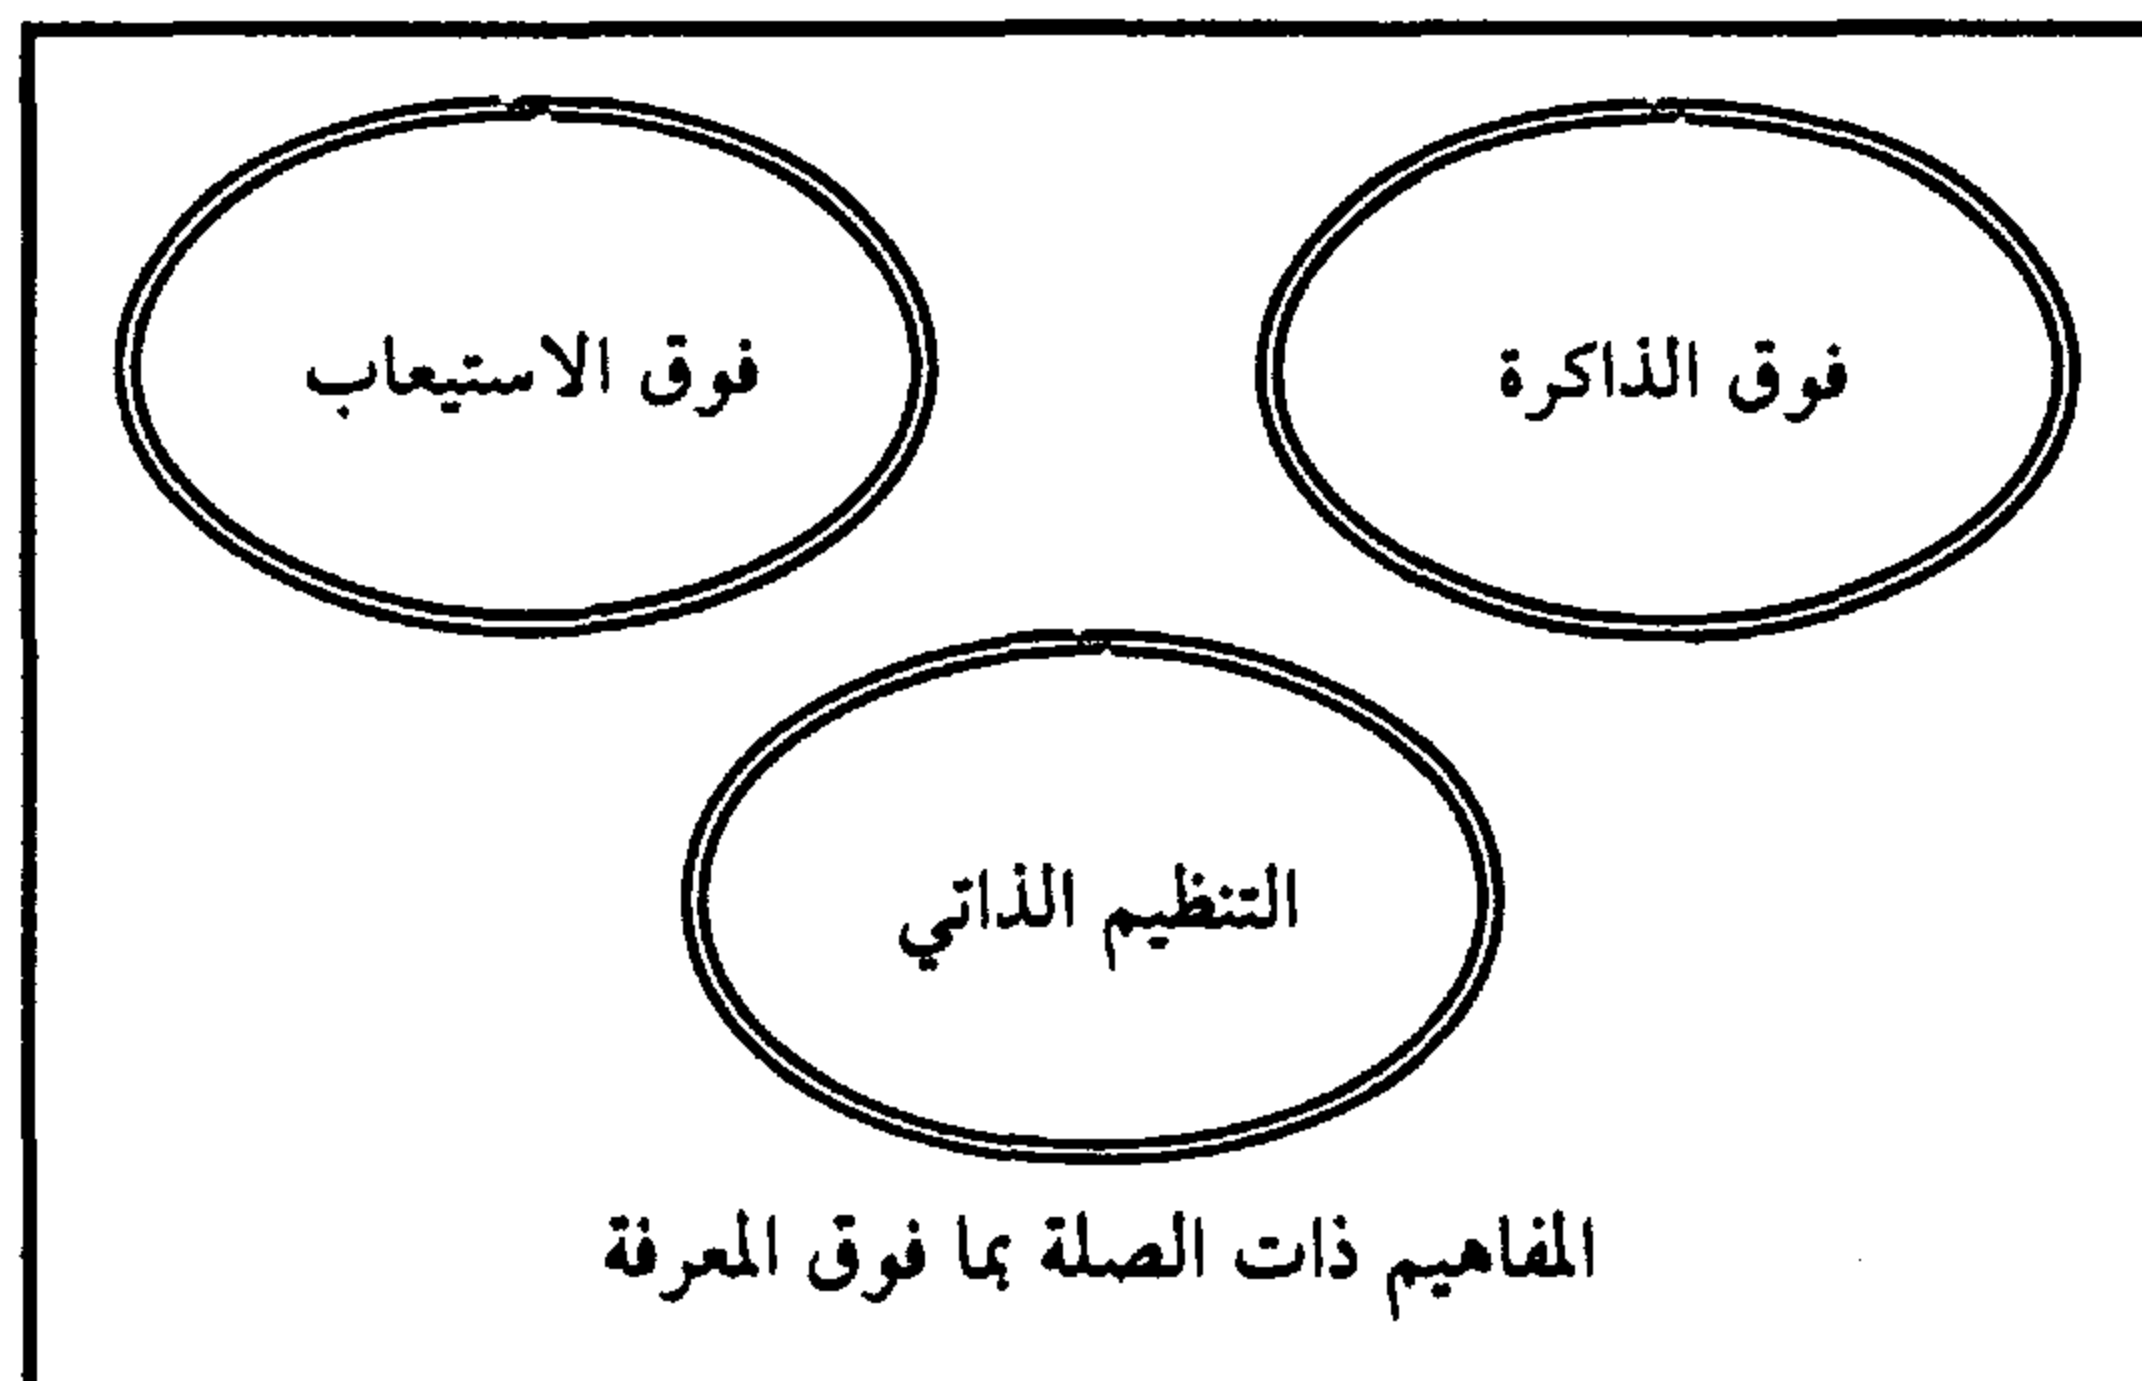 فوق الذاكرة
فوق الاستيعاب
التنظيم الذاتي
المفاهيم ذات الصلة بما فوق المعرفة